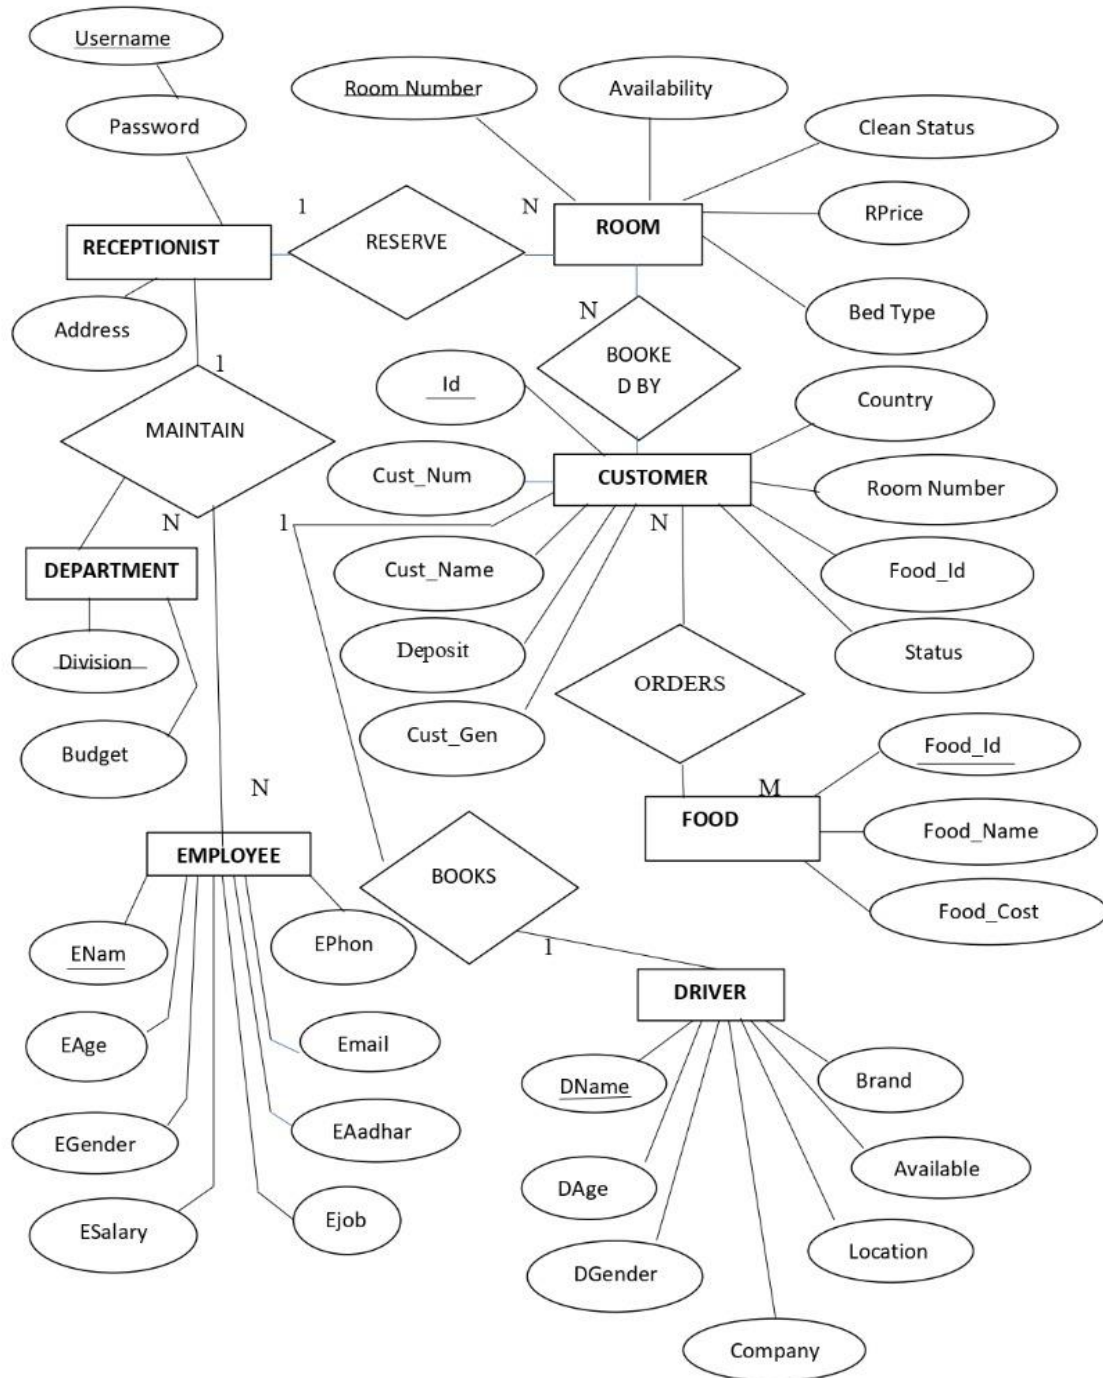 Username
Password
Room Number
Availability
Clean Status
RPrice
Bed Type
1
N
RECEPTIONIST
RESERVE
ROOM
Address
1
N
BOOKE
D BY
Id
Country
MAINTAIN
Cust_Num
CUSTOMER
Room Number
N
1
N
DEPARTMENT
Cust_Name
Food_Id
Division
Deposit
Status
ORDERS
Budget
Cust_Gen
Food_Id
N
M
FOOD
Food_Name
EMPLOYEE
BOOKS
Food_Cost
ENam
EPhon
1
DRIVER
EAge
Email
DName
Brand
EGender
EAadhar
DAge
Available
ESalary
Ejob
DGender
Location
Company